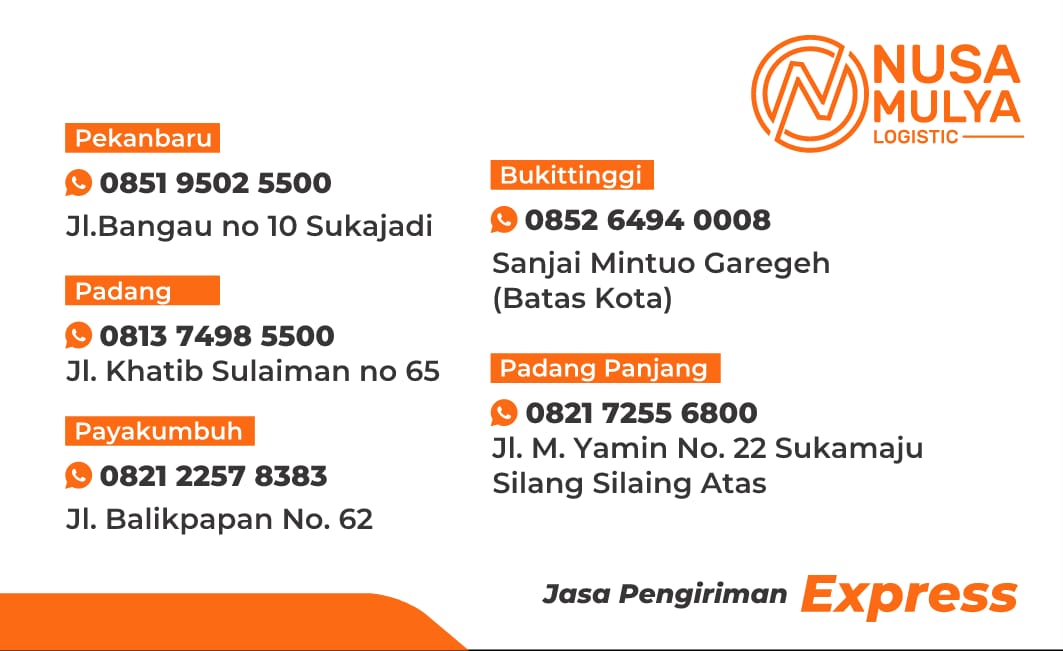 NUSA
MULYA
LOGISTIC
Pekanbaru
0851 9502 5500
Jl.Bangau no 10 Sukajadi
Padang
0813 7498 5500
Jl. Khatib Sulaiman no 65
Payakumbuh
0821 2257 8383
Jl. Balikpapan No. 62
Bukittinggi
0852 6494 0008
Sanjai Mintuo Garegeh
(Batas Kota)
Padang Panjang
0821 7255 6800
Jl. M. Yamin No. 22 Sukamaju
Silang Silaing Atas
Jasa Pengiriman Express